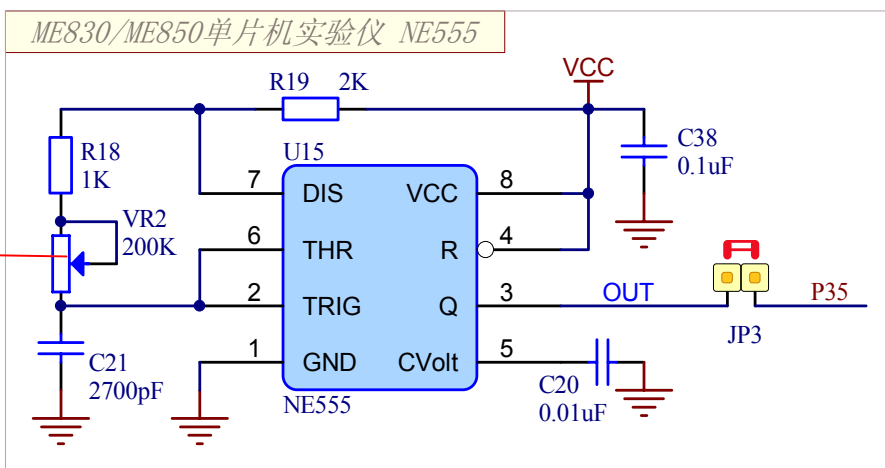 ME830/ME850单片机实验仪 NE555
VCC
R19 2K
R18
1K
C38
0.1uF
U15
7 DIS VCC 8
VR2
200K
6 THR R 4
2 TRIG Q 3 OUT P35
JP3
1 GND CVolt 5
C21
2700pF
C20
0.01uF
NE555